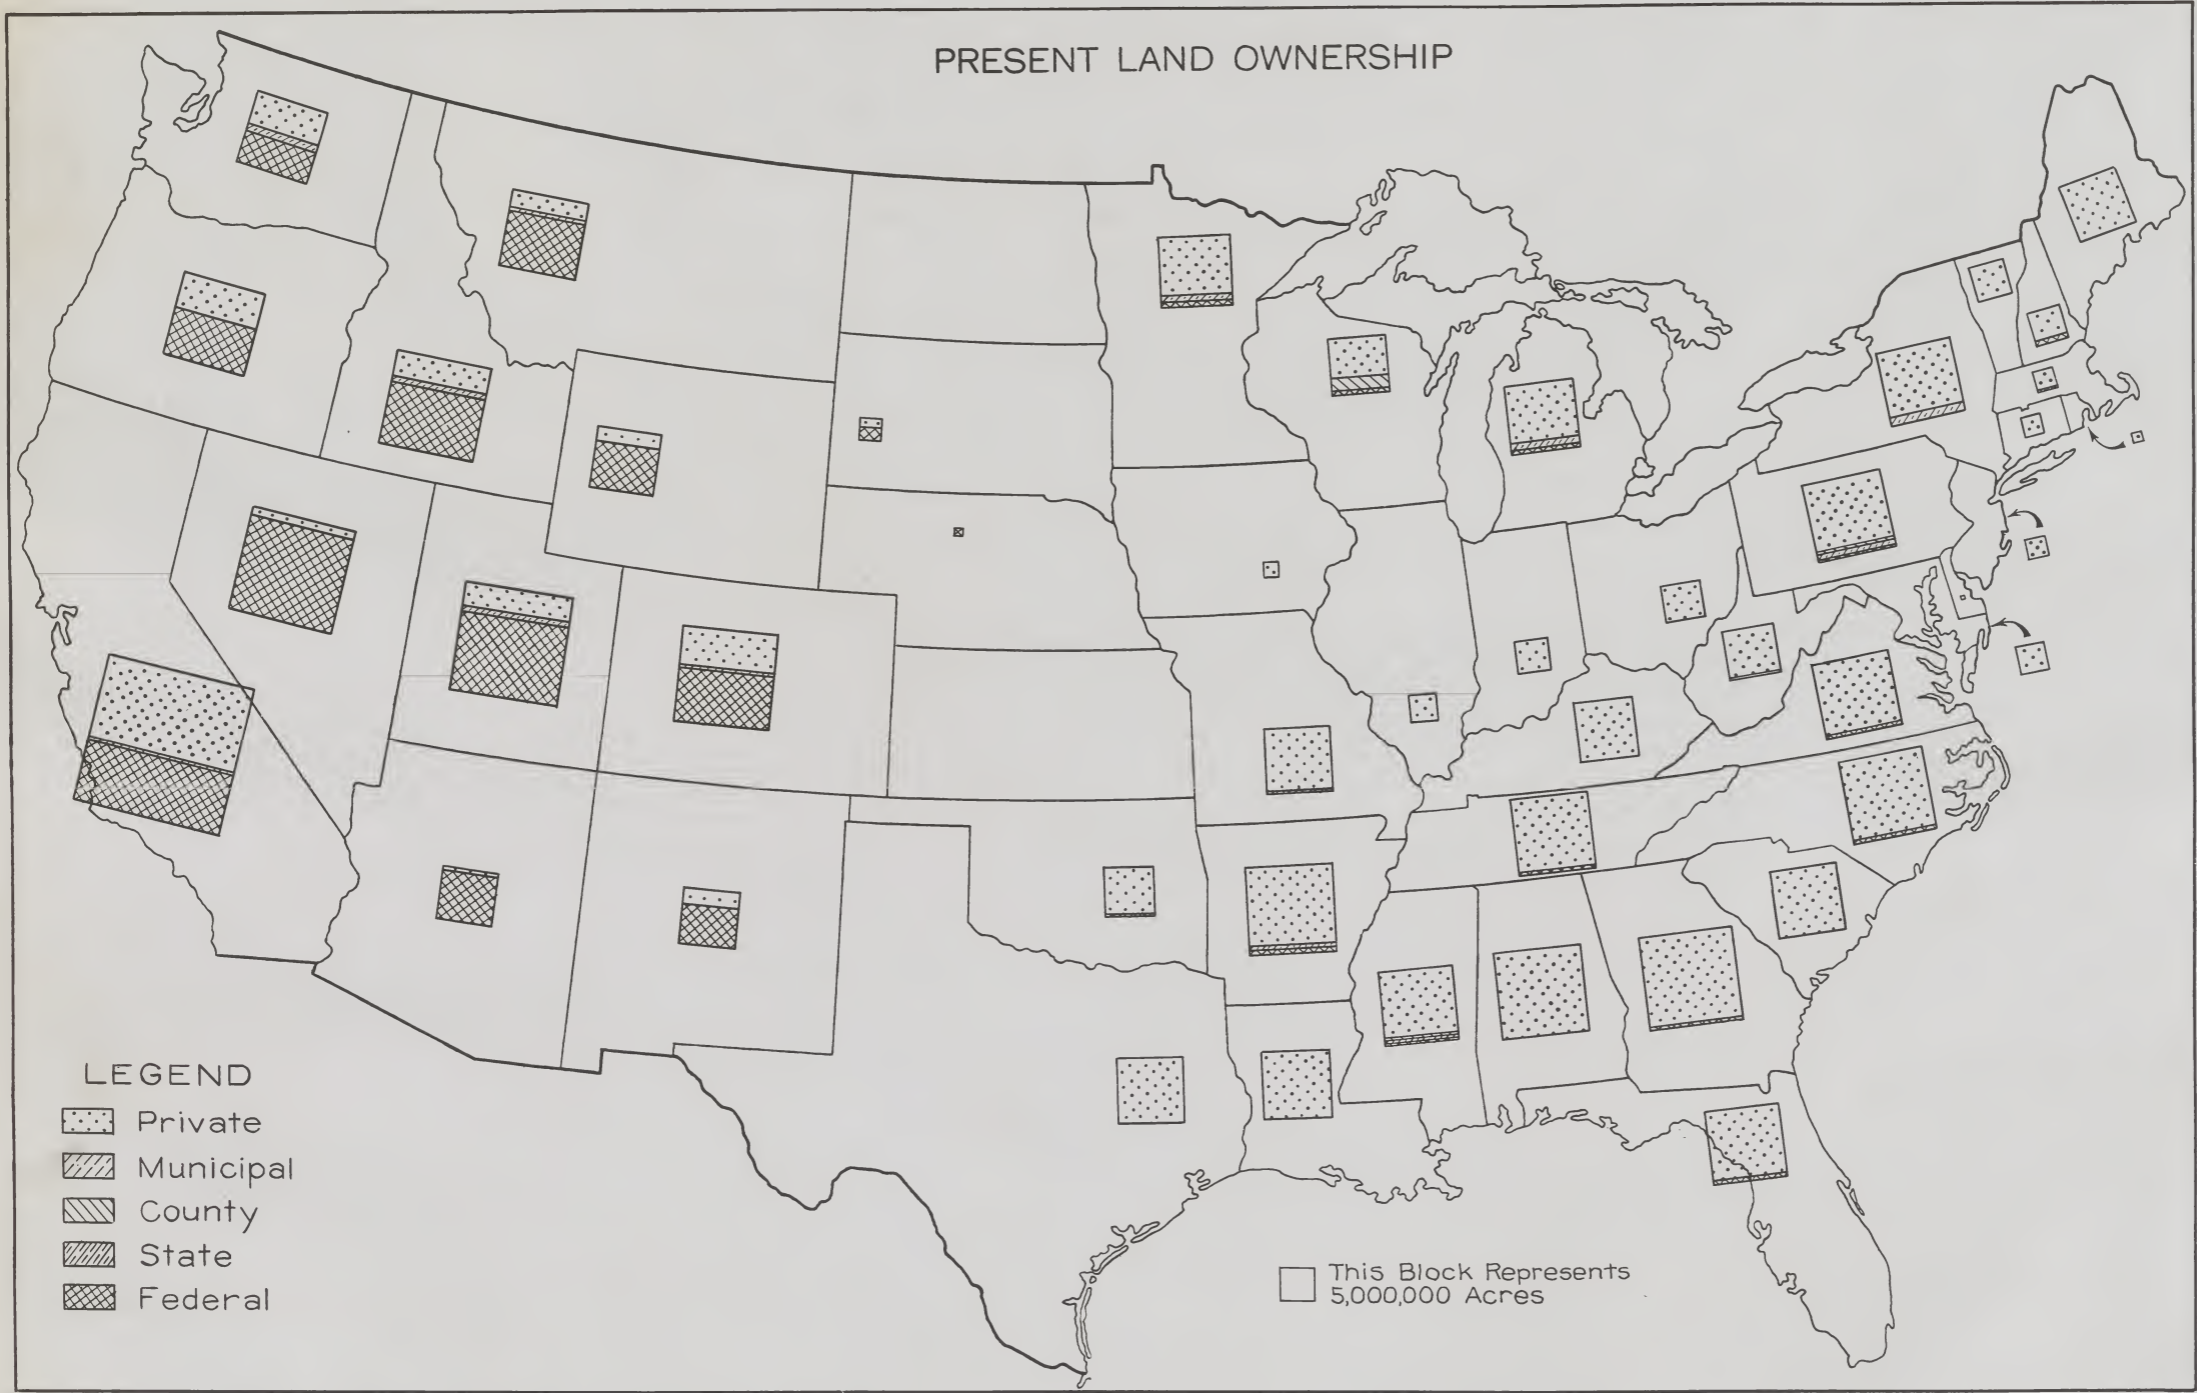 PRESENT LAND OWNERSHIP
LEGEND
Private
Municipal
County
State
Federal
This Block Represents
5,000,000 Acres